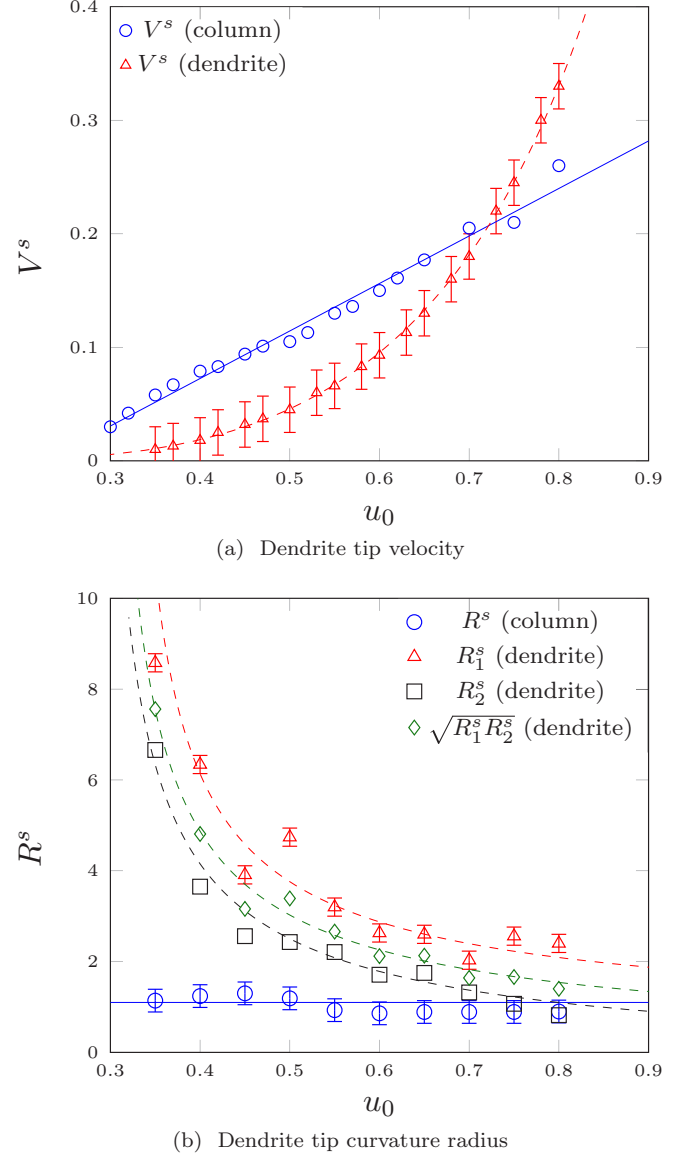 0.4
0.3
0.2
0.1
0
V^s
V^s (column)
V^s (dendrite)
0.3 0.4 0.5 0.6 0.7 0.8 0.9
u_0
(a) Dendrite tip velocity
10
8
6
4
2
0
R^s
R^s (column)
R_1^s (dendrite)
R_2^s (dendrite)
√R_1^s R_2^s (dendrite)
0.3 0.4 0.5 0.6 0.7 0.8 0.9
u_0
(b) Dendrite tip curvature radius